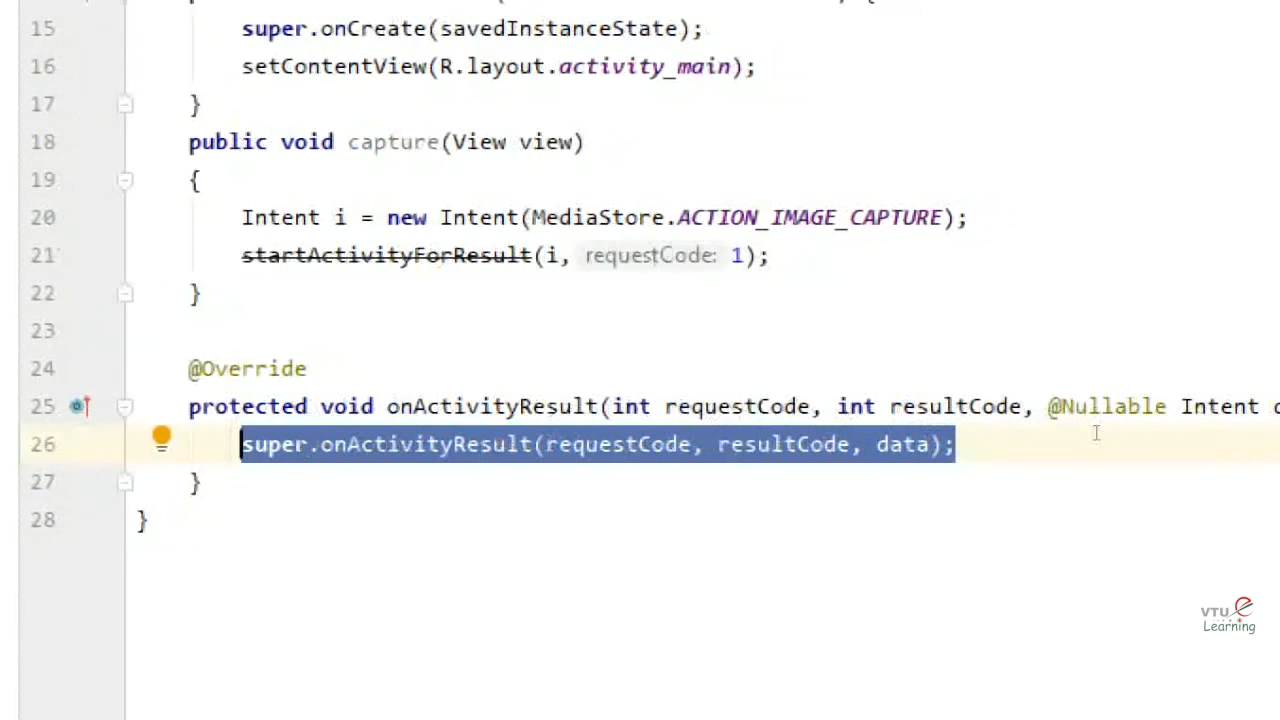 15 super.onCreate(savedInstanceState);
16 setContentView(R.layout.activity_main);
17 }
18 public void capture(View view)
19 {
20 Intent i = new Intent(MediaStore.ACTION_IMAGE_CAPTURE);
21 startActivityForResult(i, requestCode: 1);
22 }
23
24 @Override
25 protected void onActivityResult(int requestCode, int resultCode, @Nullable Intent
26 super.onActivityResult(requestCode, resultCode, data);
27 }
28 }
VTU e
Learning